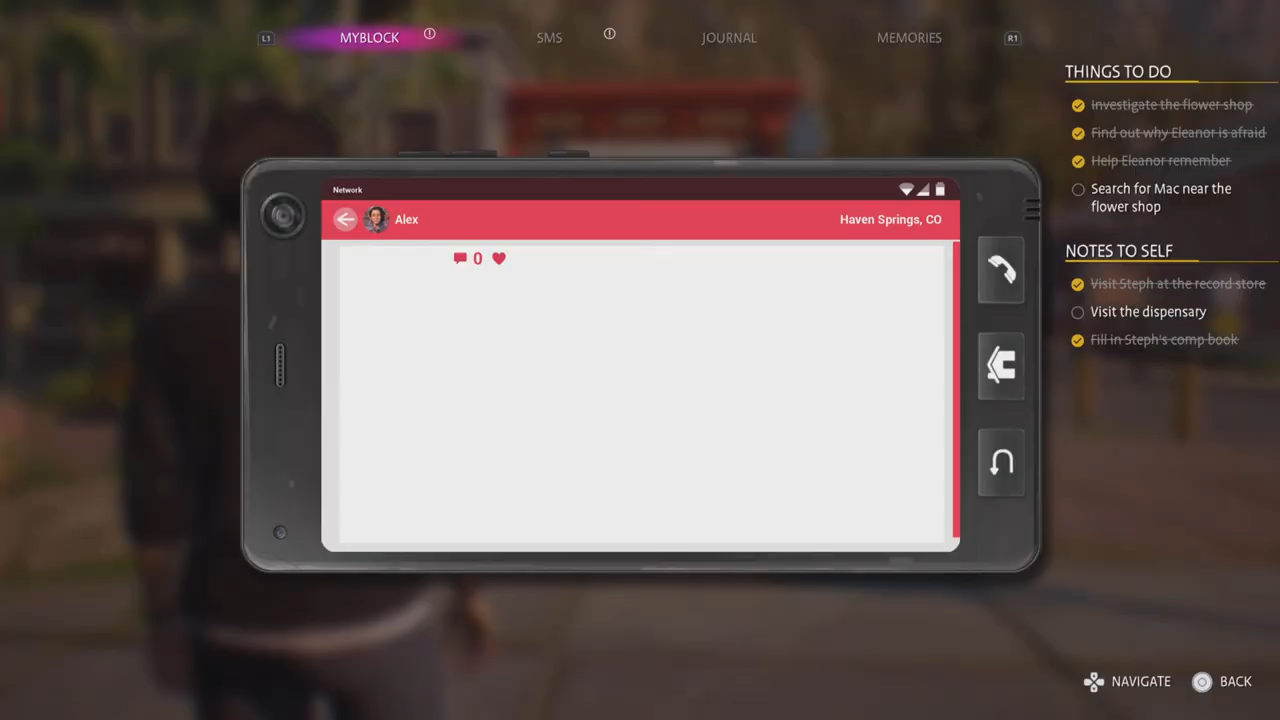 L1
MYBLOCK
SMS
JOURNAL
MEMORIES
R1
THINGS TO DO
Investigate the flower shop
Find out why Eleanor is afraid
Help Eleanor remember
Search for Mac near the
flower shop
NOTES TO SELF
Visit Steph at the record store
Visit the dispensary
Fill in Steph's comp book
Network
Alex
Haven Springs, CO
0
NAVIGATE
BACK